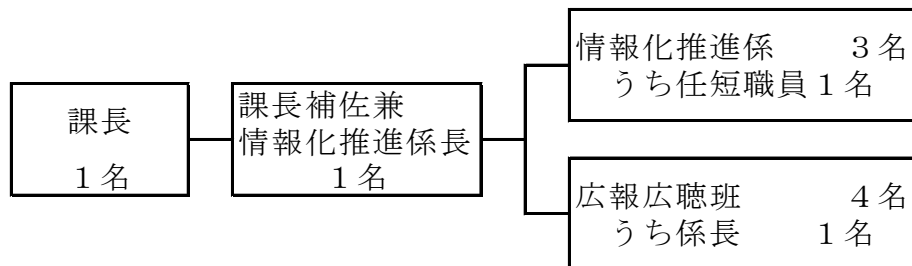 課長
１名
課長補佐兼
情報化推進係長
１名
情報化推進係　　３名
うち任短職員１名
広報広聴班　　　４名
うち係長　　１名